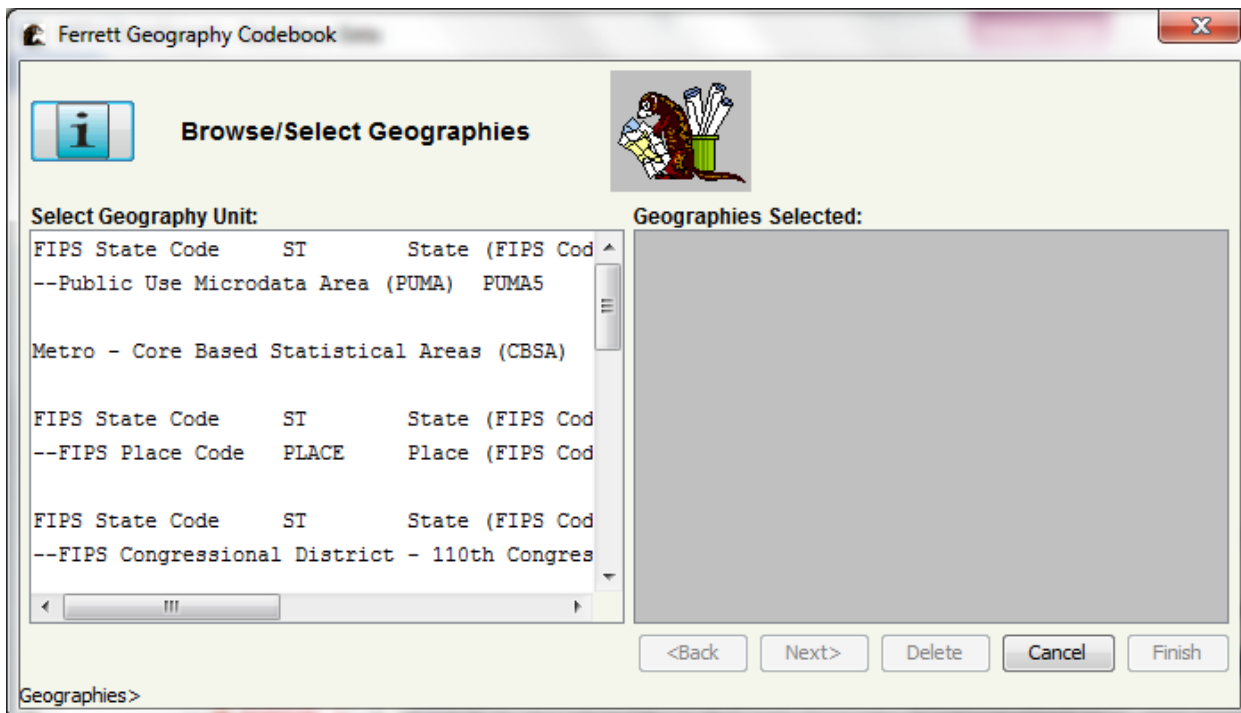 Ferrett Geography Codebook
i
Browse/Select Geographies
Select Geography Unit:
Geographies Selected:
FIPS State Code ST State (FIPS Cod
--Public Use Microdata Area (PUMA) PUMA5
Metro - Core Based Statistical Areas (CBSA)
FIPS State Code ST State (FIPS Cod
--FIPS Place Code PLACE Place (FIPS Cod
FIPS State Code ST State (FIPS Cod
--FIPS Congressional District - 110th Congres
<Back Next> Delete Cancel Finish
Geographies>